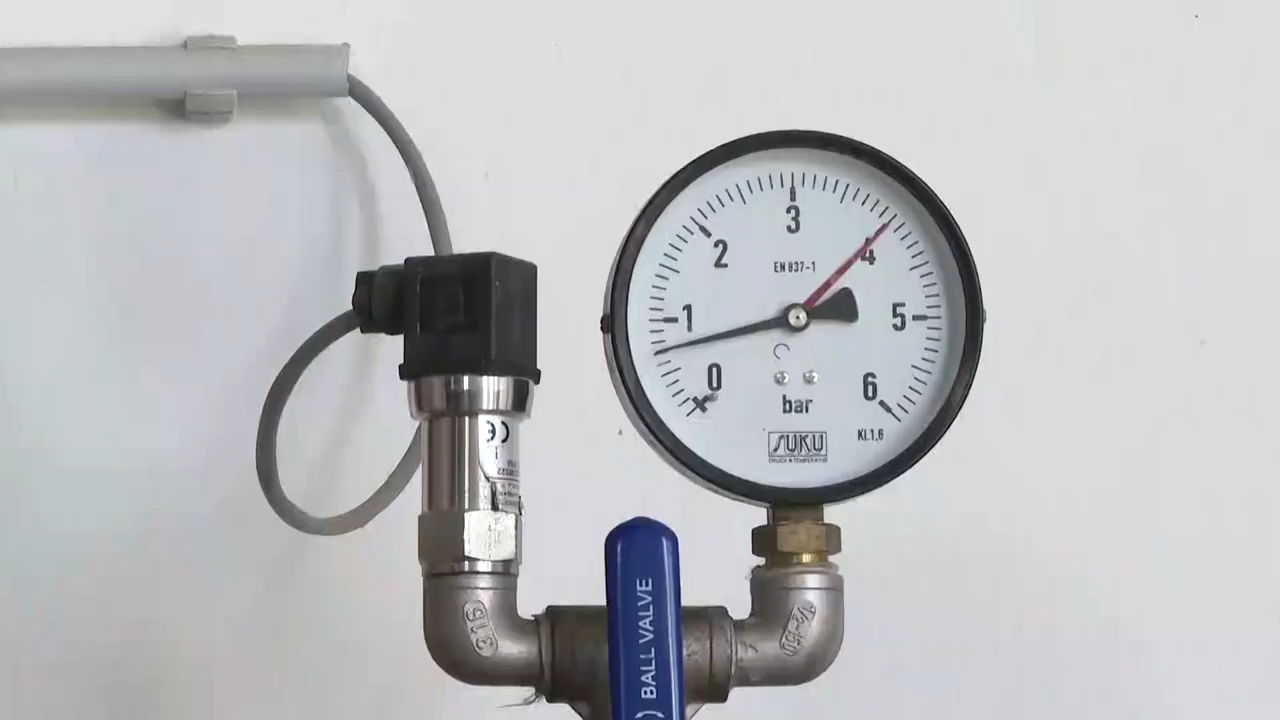 3
2
4
EN 837-1
1
5
0
6
bar
KI.1,6
SUKU
DRUCK & TEMPERATUR
CE
316
BALL VALVE